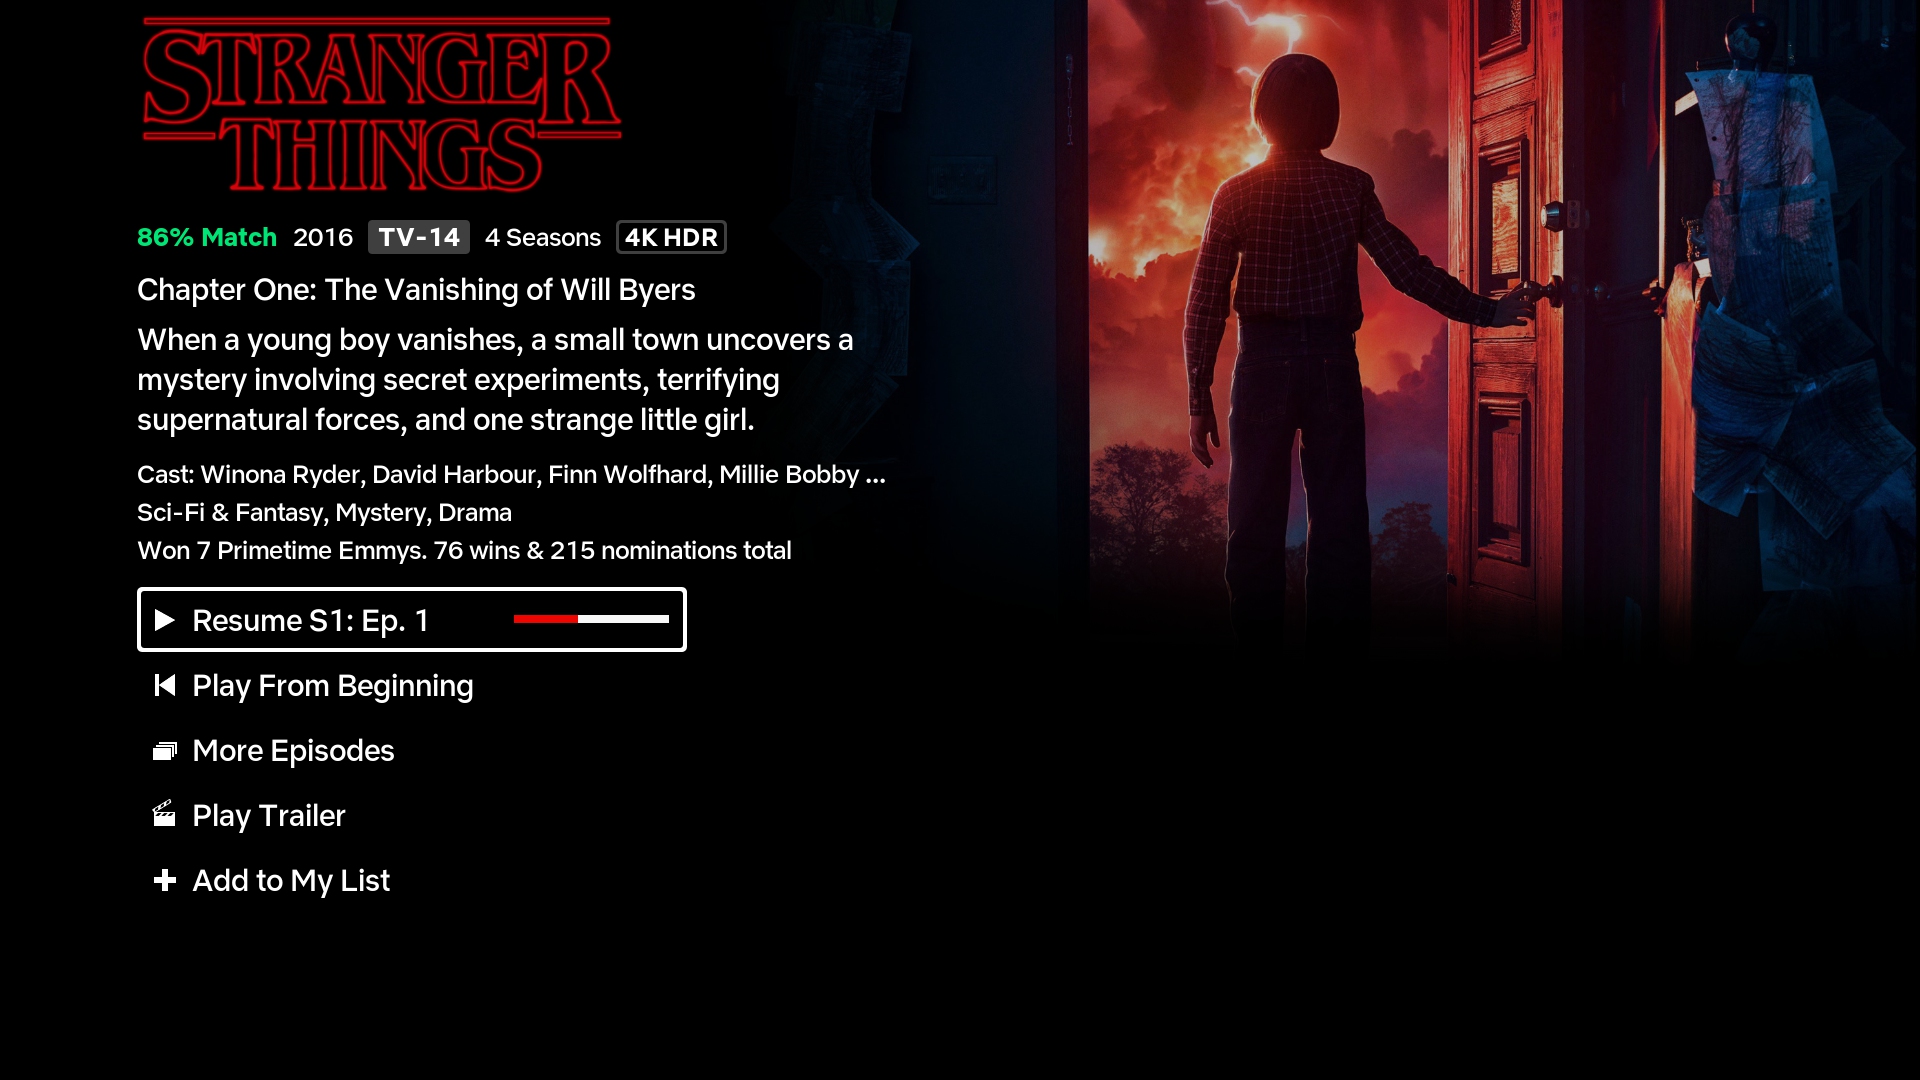 STRANGER
THINGS
86% Match 2016 TV-14 4 Seasons 4K HDR
Chapter One: The Vanishing of Will Byers
When a young boy vanishes, a small town uncovers a
mystery involving secret experiments, terrifying
supernatural forces, and one strange little girl.
Cast: Winona Ryder, David Harbour, Finn Wolfhard, Millie Bobby ...
Sci-Fi & Fantasy, Mystery, Drama
Won 7 Primetime Emmys. 76 wins & 215 nominations total
Resume S1: Ep. 1
Play From Beginning
More Episodes
Play Trailer
Add to My List